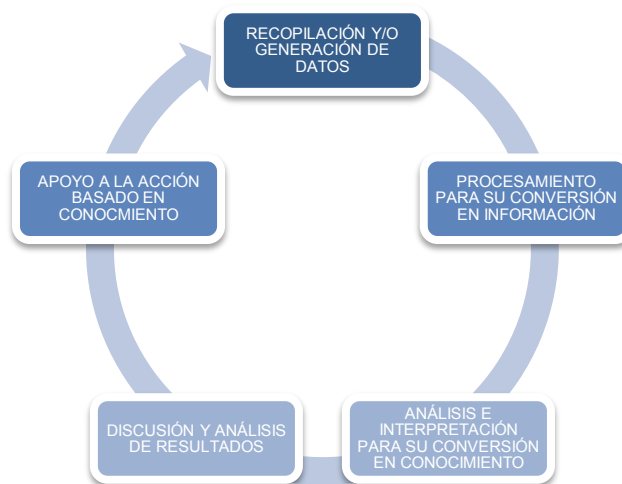 RECOPILACIÓN Y/O
GENERACIÓN DE
DATOS
PROCESAMIENTO
PARA SU CONVERSIÓN
EN INFORMACIÓN
ANÁLISIS E
INTERPRETACIÓN
PARA SU CONVERSIÓN
EN CONOCIMIENTO
DISCUSIÓN Y ANÁLISIS
DE RESULTADOS
APOYO A LA ACCIÓN
BASADO EN
CONOCMIENTO